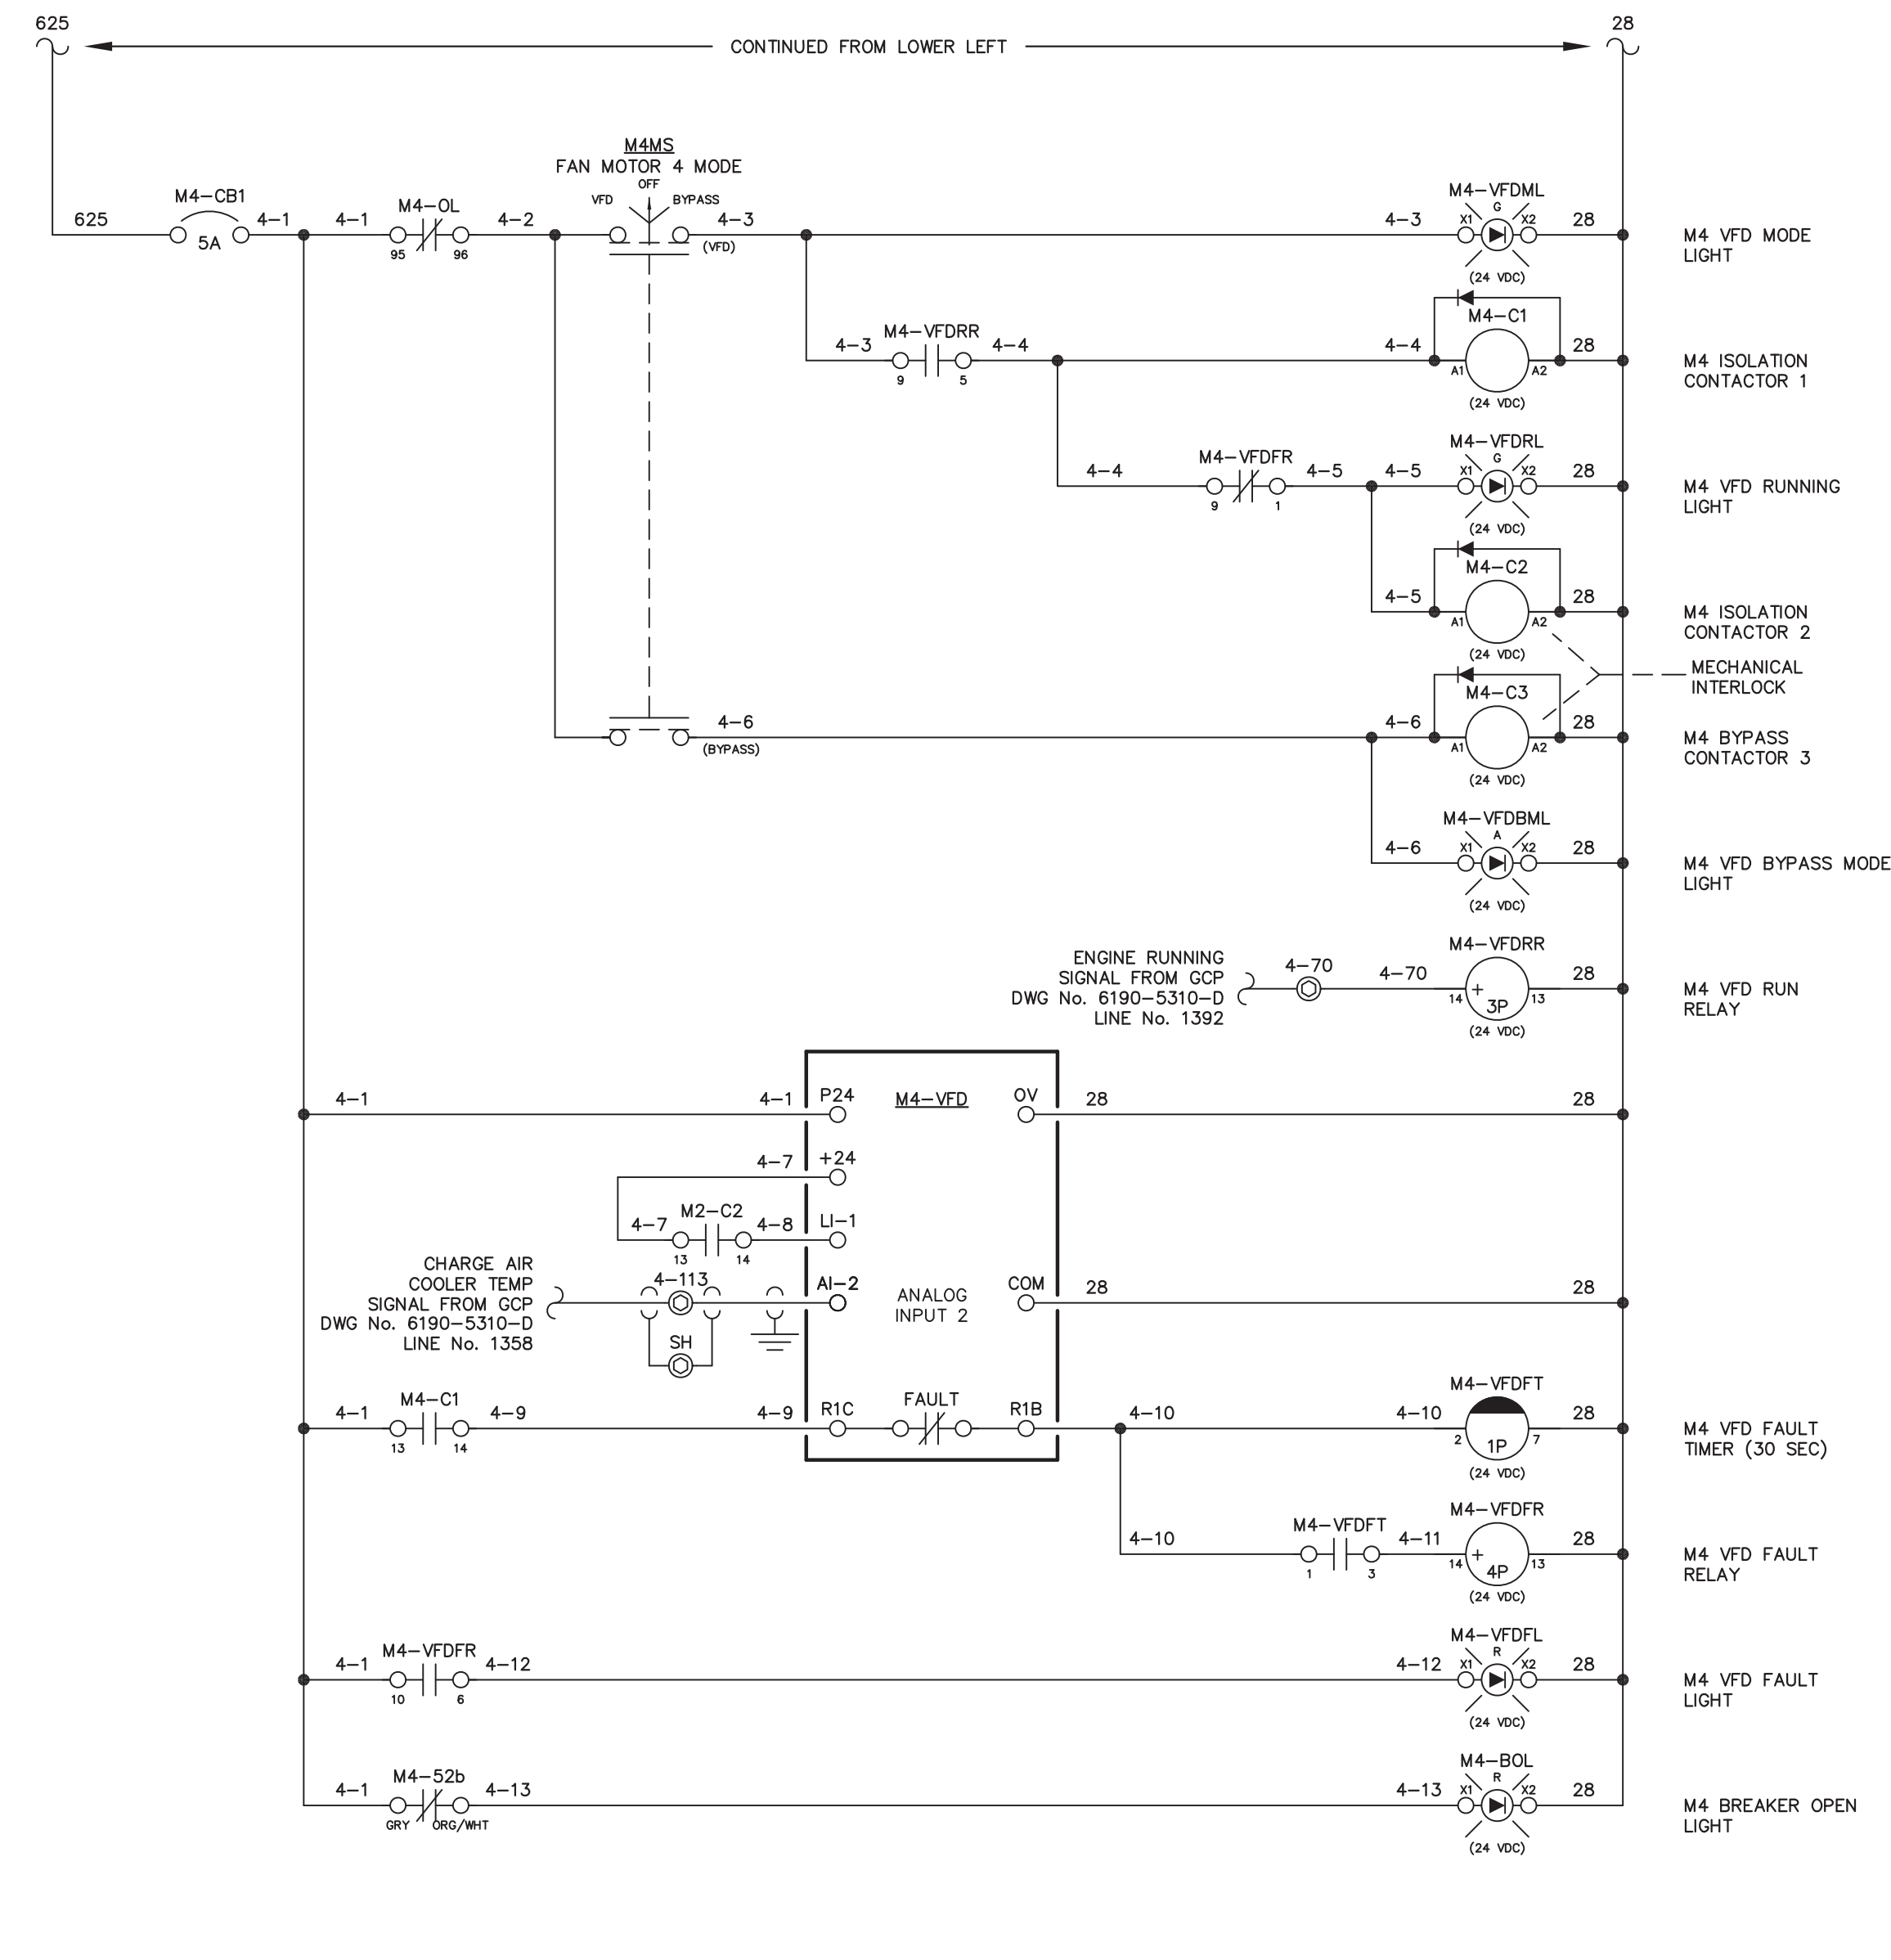 625
28
CONTINUED FROM LOWER LEFT
M4MS
FAN MOTOR 4 MODE
OFF
VFD
BYPASS
M4-CB1
625
5A
4-1
4-1
M4-OL
95
96
4-2
4-3
(VFD)
4-3
M4-VFDML
G
X1
X2
(24 VDC)
28
M4 VFD MODE
LIGHT
M4-VFDRR
4-3
9
5
4-4
4-4
M4-C1
A1
A2
(24 VDC)
28
M4 ISOLATION
CONTACTOR 1
4-4
M4-VFDFR
9
1
4-5
4-5
M4-VFDRL
G
X1
X2
(24 VDC)
28
M4 VFD RUNNING
LIGHT
4-5
M4-C2
A1
A2
(24 VDC)
28
M4 ISOLATION
CONTACTOR 2
MECHANICAL
INTERLOCK
4-6
(BYPASS)
4-6
M4-C3
A1
A2
(24 VDC)
28
M4 BYPASS
CONTACTOR 3
4-6
M4-VFDBML
A
X1
X2
(24 VDC)
28
M4 VFD BYPASS MODE
LIGHT
ENGINE RUNNING
SIGNAL FROM GCP
DWG No. 6190-5310-D
LINE No. 1392
4-70
4-70
M4-VFDRR
+
3P
14
13
(24 VDC)
28
M4 VFD RUN
RELAY
4-1
4-1
P24
M4-VFD
OV
28
28
4-7
+24
4-7
M2-C2
13
14
4-8
LI-1
CHARGE AIR
COOLER TEMP
SIGNAL FROM GCP
DWG No. 6190-5310-D
LINE No. 1358
4-113
SH
AI-2
ANALOG
INPUT 2
COM
28
28
4-1
M4-C1
13
14
4-9
4-9
R1C
FAULT
R1B
4-10
4-10
M4-VFDFT
2
1P
7
(24 VDC)
28
M4 VFD FAULT
TIMER (30 SEC)
4-10
M4-VFDFT
1
3
4-11
M4-VFDFR
+
4P
14
13
(24 VDC)
28
M4 VFD FAULT
RELAY
4-1
M4-VFDFR
10
6
4-12
4-12
M4-VFDFL
R
X1
X2
(24 VDC)
28
M4 VFD FAULT
LIGHT
4-1
M4-52b
GRY
ORG/WHT
4-13
4-13
M4-BOL
R
X1
X2
(24 VDC)
28
M4 BREAKER OPEN
LIGHT